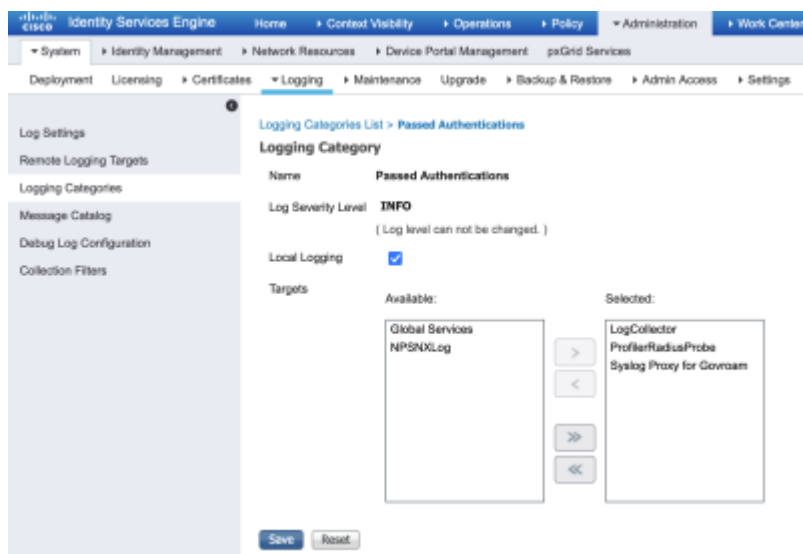 CISCO Identity Services Engine Home Context Visibility Operations Policy Administration Work Center
System Identity Management Network Resources Device Portal Management pxGrid Services
Deployment Licensing Certificates Logging Maintenance Upgrade Backup & Restore Admin Access Settings
Log Settings
Remote Logging Targets
Logging Categories
Message Catalog
Debug Log Configuration
Collection Filters
Logging Categories List > Passed Authentications
Logging Category
Name Passed Authentications
Log Severity Level INFO
( Log level can not be changed. )
Local Logging
Targets
Available: Selected:
Global Services LogCollector
NPSNXLog ProfilerRadiusProbe
Syslog Proxy for Govroam
>
<
>>
<<
Save Reset